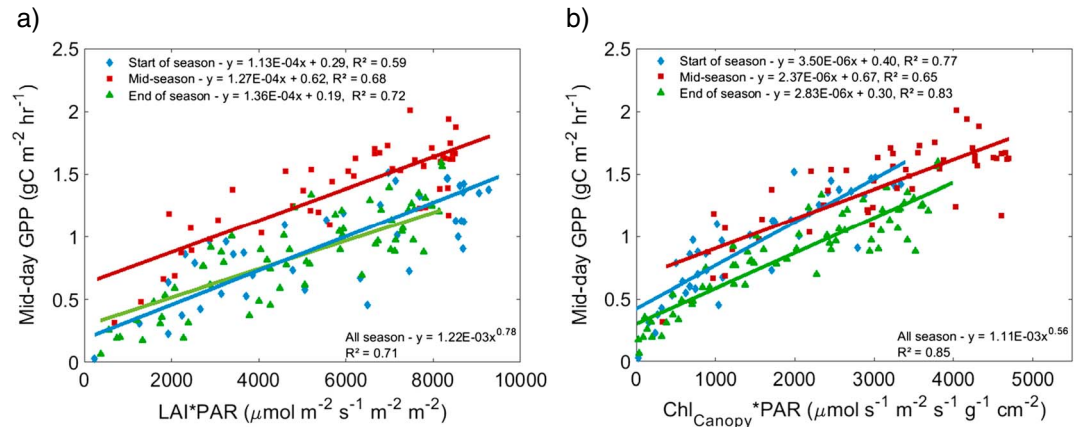 a)
2.5
2
1.5
1
0.5
0
Mid-day GPP (gC m⁻² hr⁻¹)
Start of season - y = 1.13E-04x + 0.29, R² = 0.59
Mid-season - y = 1.27E-04x + 0.62, R² = 0.68
End of season - y = 1.36E-04x + 0.19, R² = 0.72
All season - y = 1.22E-03x^0.78
R² = 0.71
0 2000 4000 6000 8000 10000
LAI*PAR (μmol m⁻² s⁻¹ m⁻² m⁻²)
b)
2.5
2
1.5
1
0.5
0
Mid-day GPP (gC m⁻² hr⁻¹)
Start of season - y = 3.50E-06x + 0.40, R² = 0.77
Mid-season - y = 2.37E-06x + 0.67, R² = 0.65
End of season - y = 2.83E-06x + 0.30, R² = 0.83
All season - y = 1.11E-03x^0.56
R² = 0.85
0 1000 2000 3000 4000 5000
Chl_Canopy*PAR (μmol s⁻¹ m⁻² s⁻¹ g⁻¹ cm⁻²)